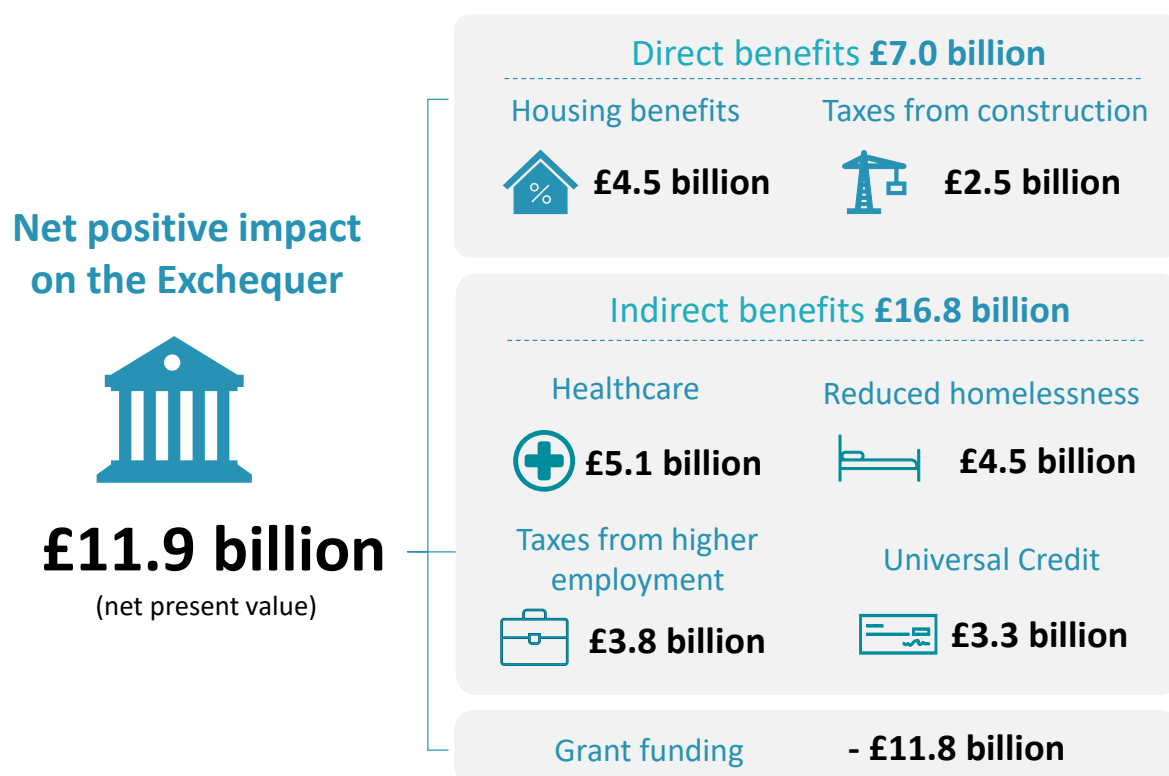 Net positive impact
on the Exchequer
£11.9 billion
(net present value)
Direct benefits £7.0 billion
Housing benefits
%
£4.5 billion
Taxes from construction
£2.5 billion
Indirect benefits £16.8 billion
Healthcare
£5.1 billion
Reduced homelessness
£4.5 billion
Taxes from higher
employment
£3.8 billion
Universal Credit
£3.3 billion
Grant funding - £11.8 billion